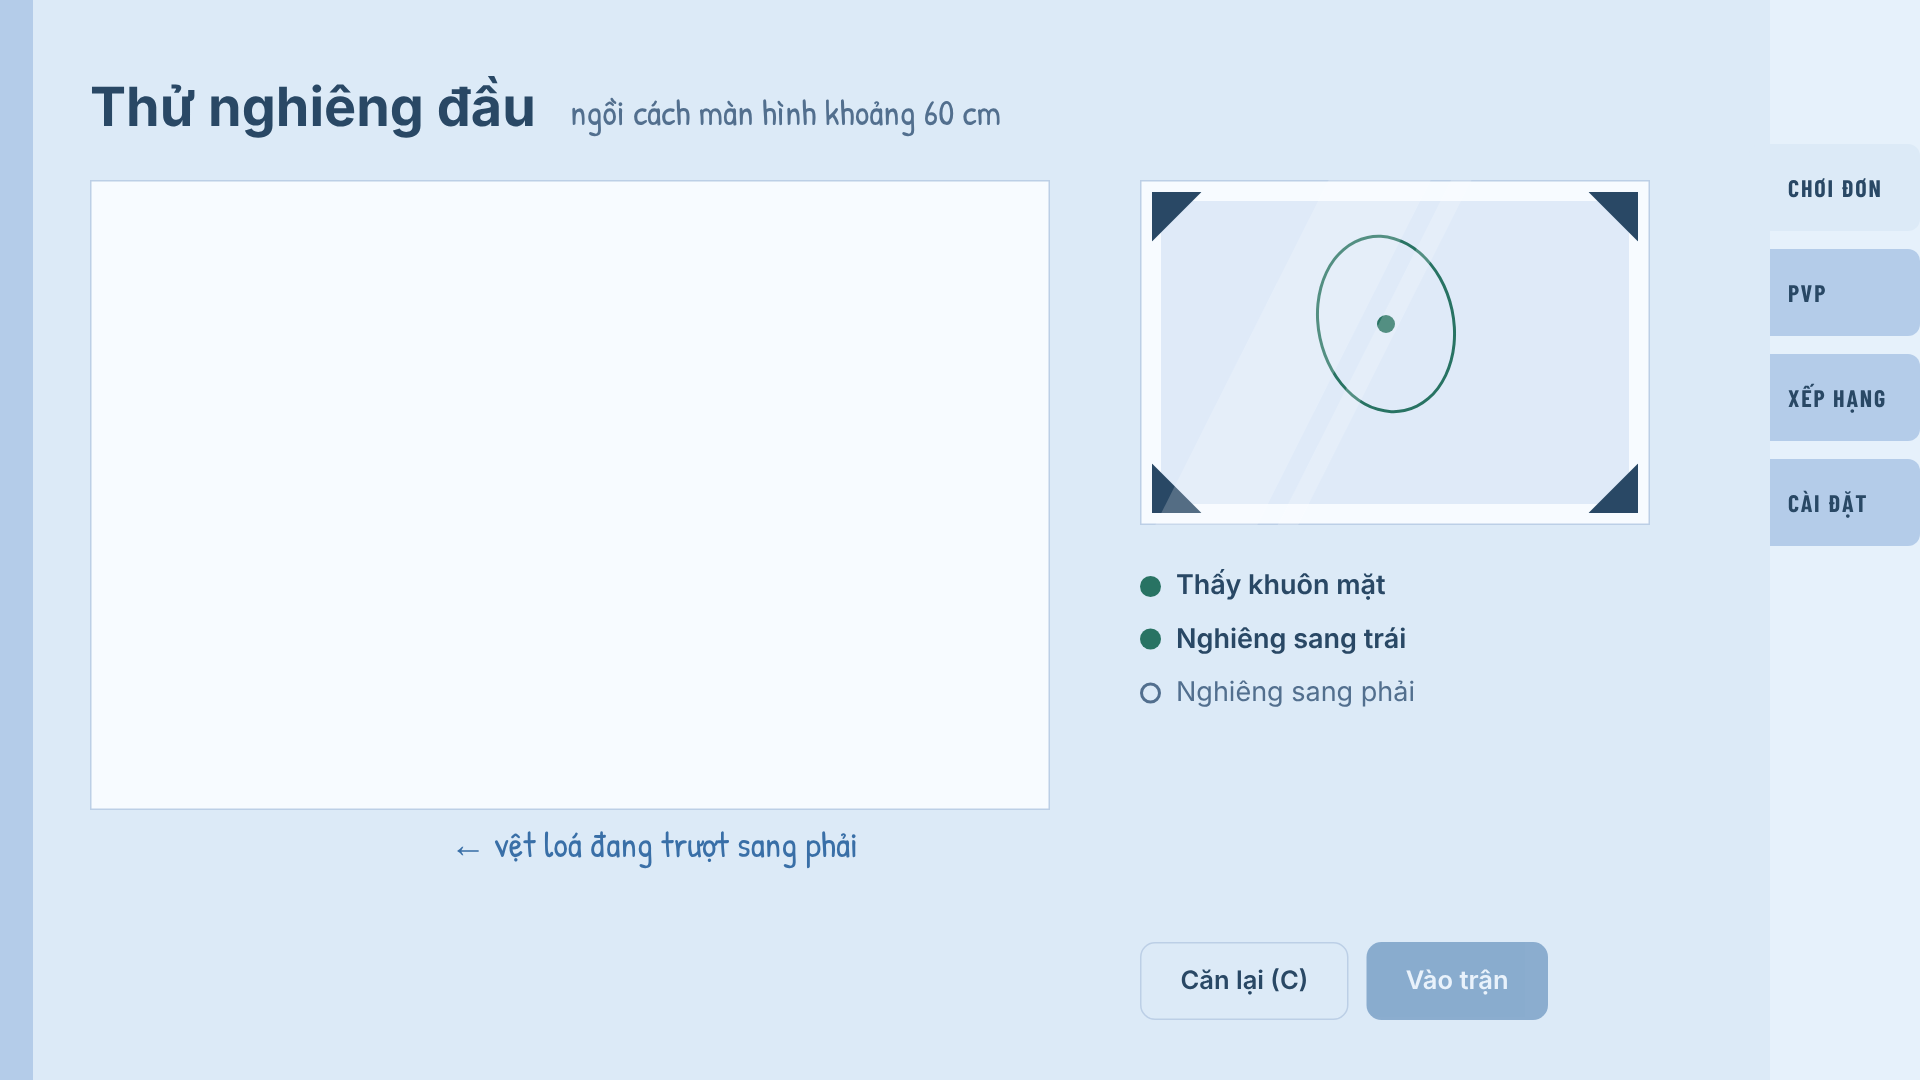 Thử nghiêng đầu
ngồi cách màn hình khoảng 60 cm
CHƠI ĐƠN
PVP
XẾP HẠNG
CÀI ĐẶT
Thấy khuôn mặt
Nghiêng sang trái
Nghiêng sang phải
← vệt loá đang trượt sang phải
Căn lại (C)
Vào trận